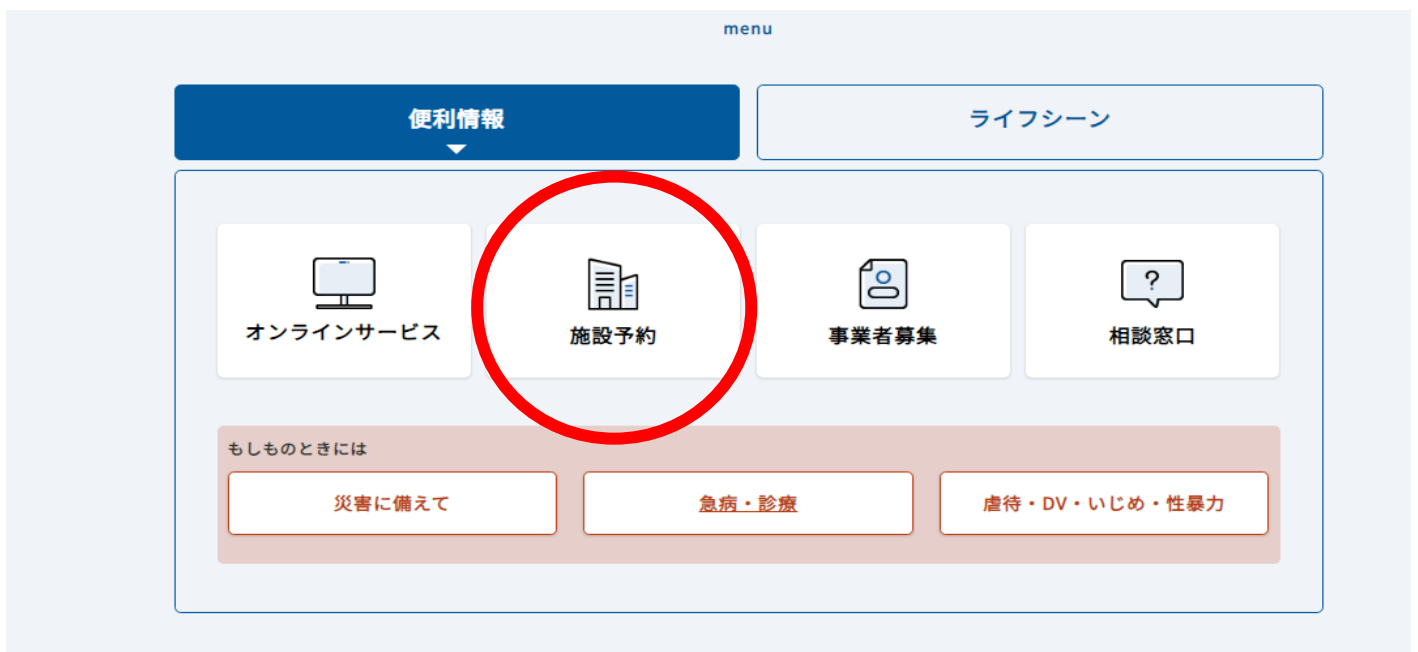 menu
便利情報
ライフシーン
オンラインサービス
施設予約
事業者募集
?
相談窓口
もしものときには
災害に備えて
急病・診療
虐待・DV・いじめ・性暴力